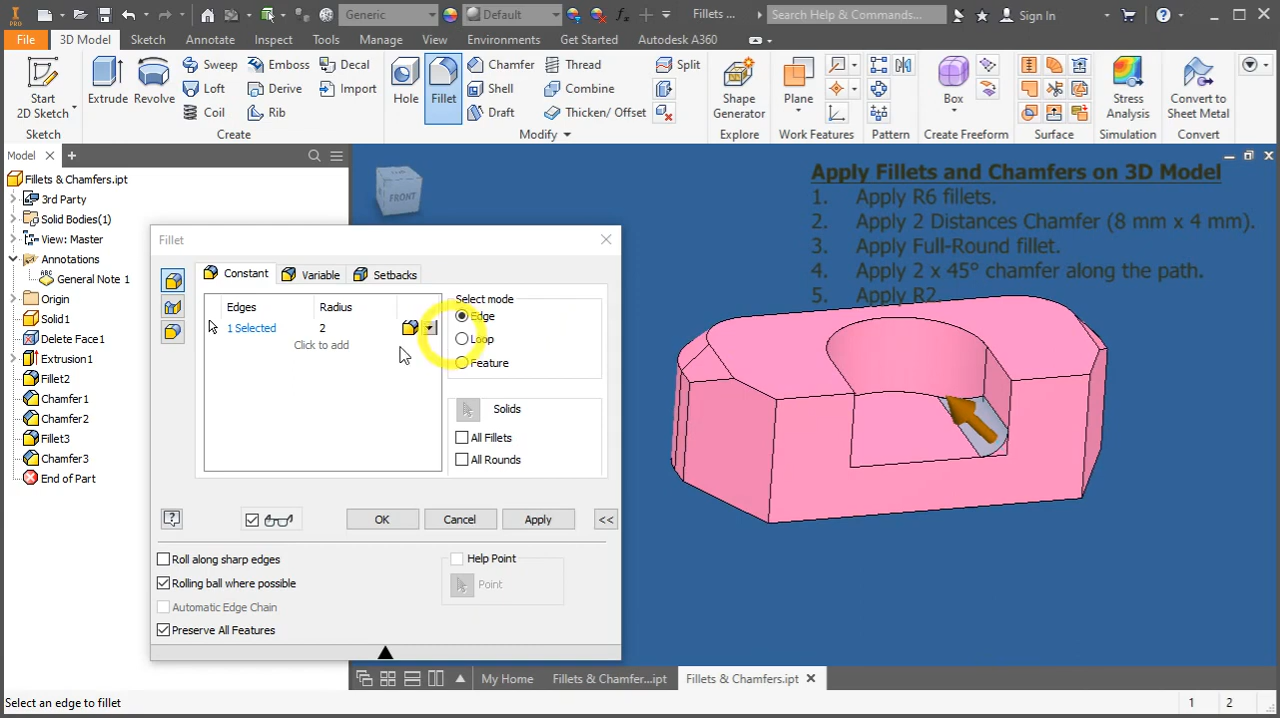 PRO
Generic
Default
Fillets ...
Search Help & Commands...
Sign In
File
3D Model
Sketch
Annotate
Inspect
Tools
Manage
View
Environments
Get Started
Autodesk A360
Start
2D Sketch
Extrude
Revolve
Sweep
Emboss
Decal
Loft
Derive
Import
Coil
Rib
Hole
Fillet
Chamfer
Thread
Split
Shell
Combine
Draft
Thicken/ Offset
Shape
Generator
Plane
Box
Stress
Analysis
Convert to
Sheet Metal
Sketch
Create
Modify
Explore
Work Features
Pattern
Create Freeform
Surface
Simulation
Convert
Model
Fillets & Chamfers.ipt
3rd Party
Solid Bodies(1)
View: Master
Annotations
General Note 1
Origin
Solid1
Delete Face1
Extrusion1
Fillet2
Chamfer1
Chamfer2
Fillet3
Chamfer3
End of Part
Fillet
Constant
Variable
Setbacks
Edges
Radius
1 Selected
2
Click to add
Select mode
Edge
Loop
Feature
Solids
All Fillets
All Rounds
OK
Cancel
Apply
<<
Roll along sharp edges
Rolling ball where possible
Automatic Edge Chain
Preserve All Features
Help Point
Point
FRONT
Apply Fillets and Chamfers on 3D Model
1. Apply R6 fillets.
2. Apply 2 Distances Chamfer (8 mm x 4 mm).
3. Apply Full-Round fillet.
4. Apply 2 x 45° chamfer along the path.
5. Apply R2
My Home
Fillets & Chamfer...ipt
Fillets & Chamfers.ipt
Select an edge to fillet
1
2